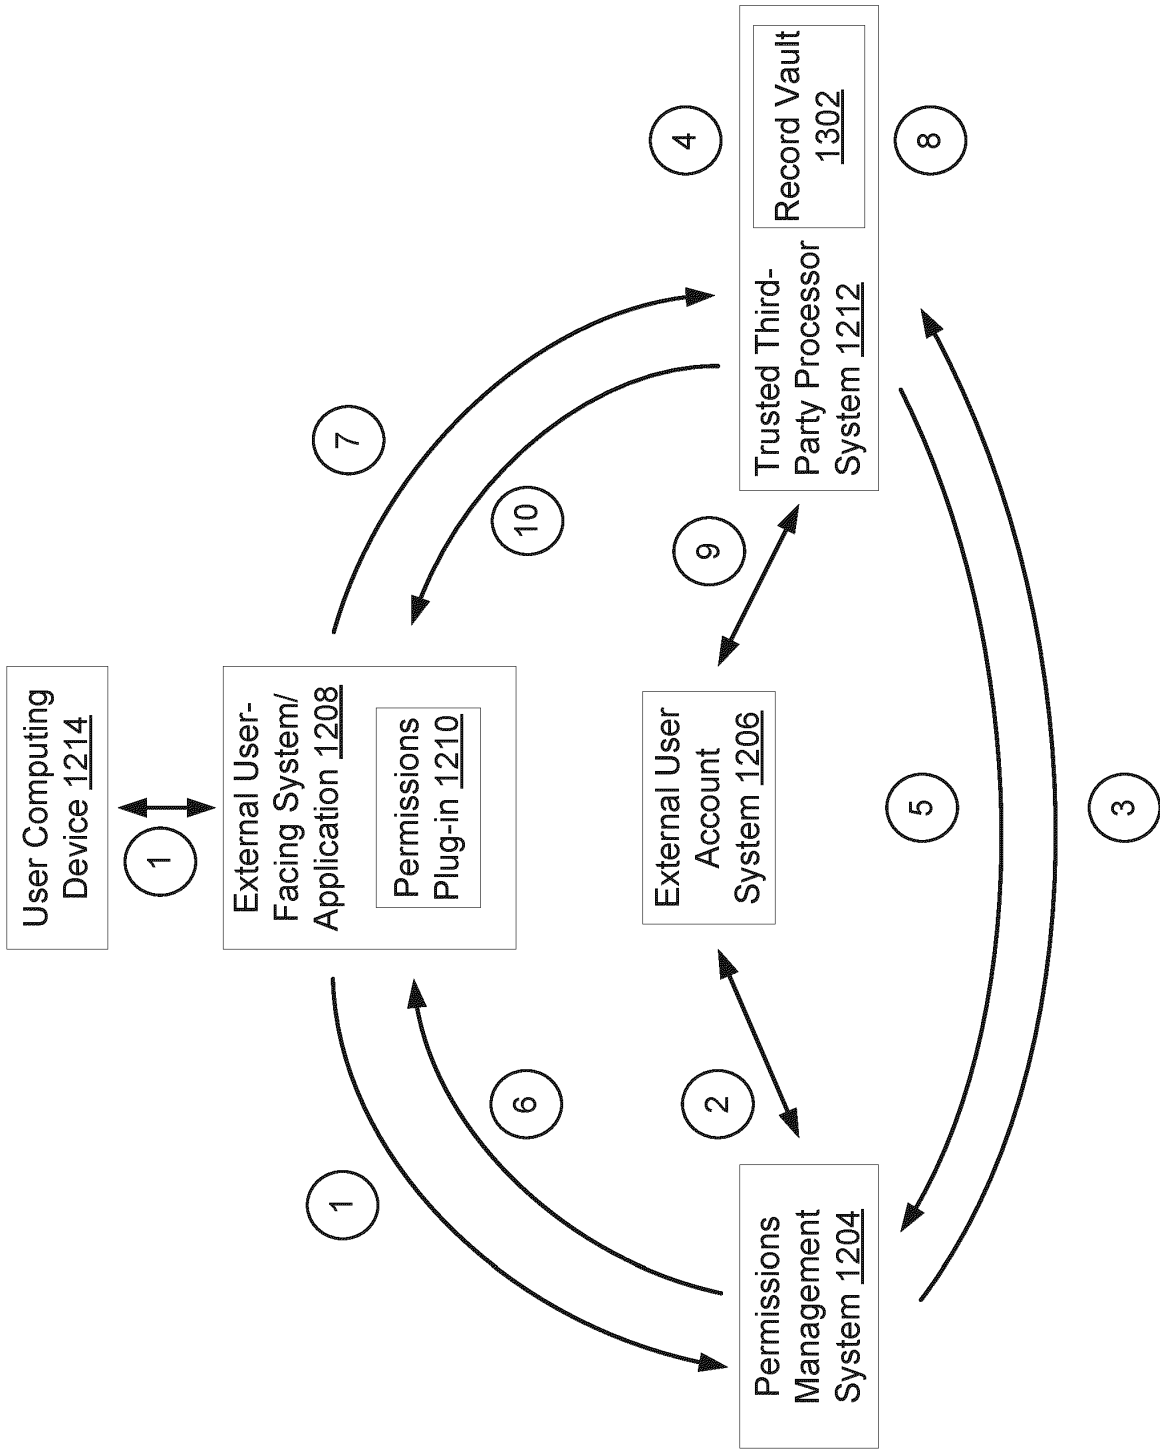 User Computing
Device 1214
1
External User-
Facing System/
Application 1208
Permissions
Plug-in 1210
1
6
7
10
External User
Account
System 1206
2
9
Permissions
Management
System 1204
Trusted Third-
Party Processor
System 1212
Record Vault
1302
4
8
5
3